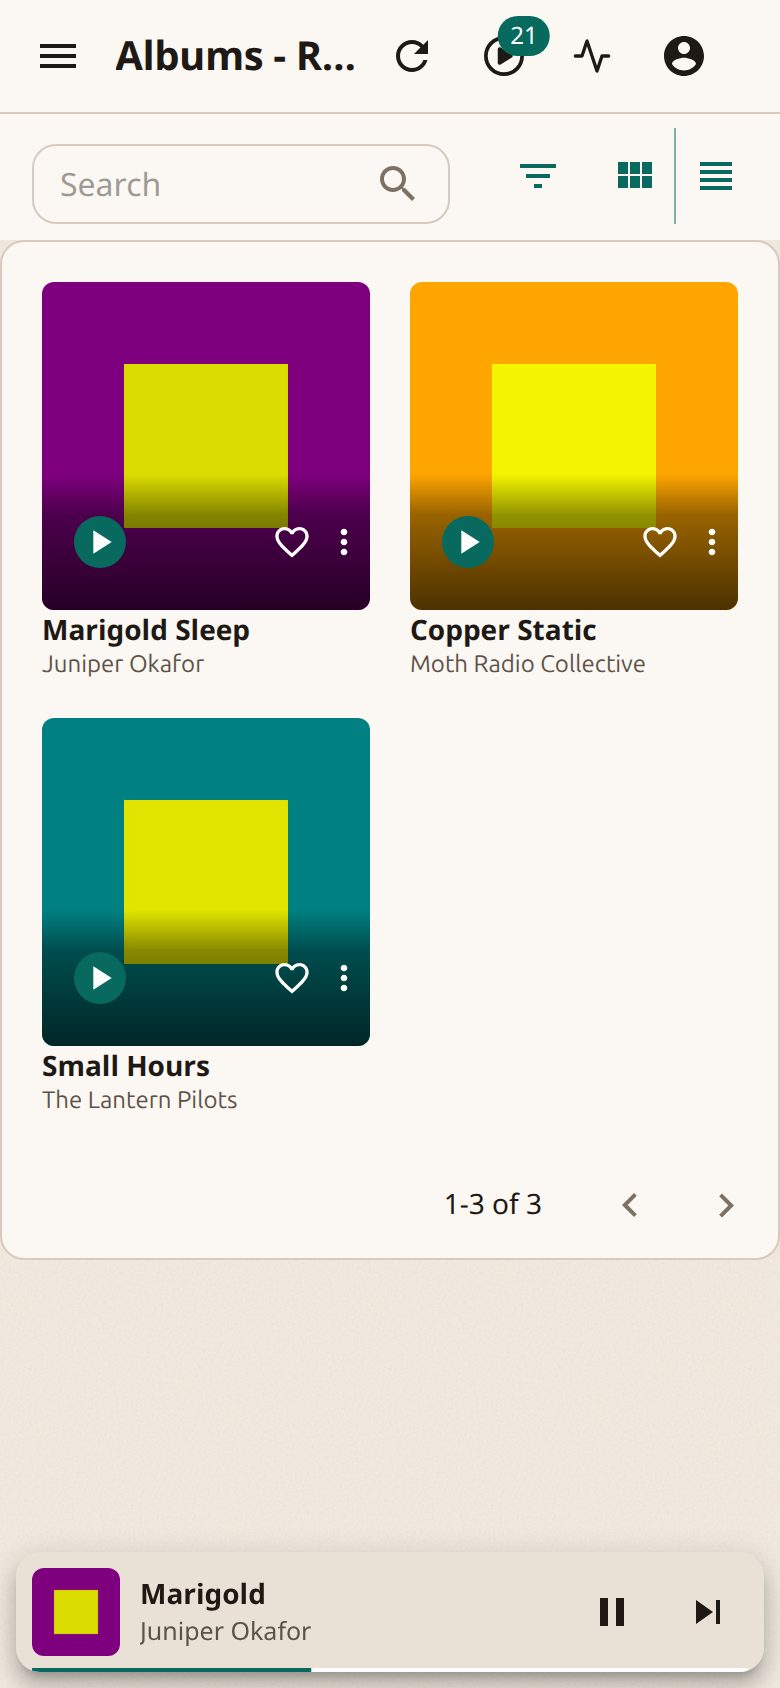 Albums - R...
21
Search
Marigold Sleep
Juniper Okafor
Copper Static
Moth Radio Collective
Small Hours
The Lantern Pilots
1-3 of 3
Marigold
Juniper Okafor